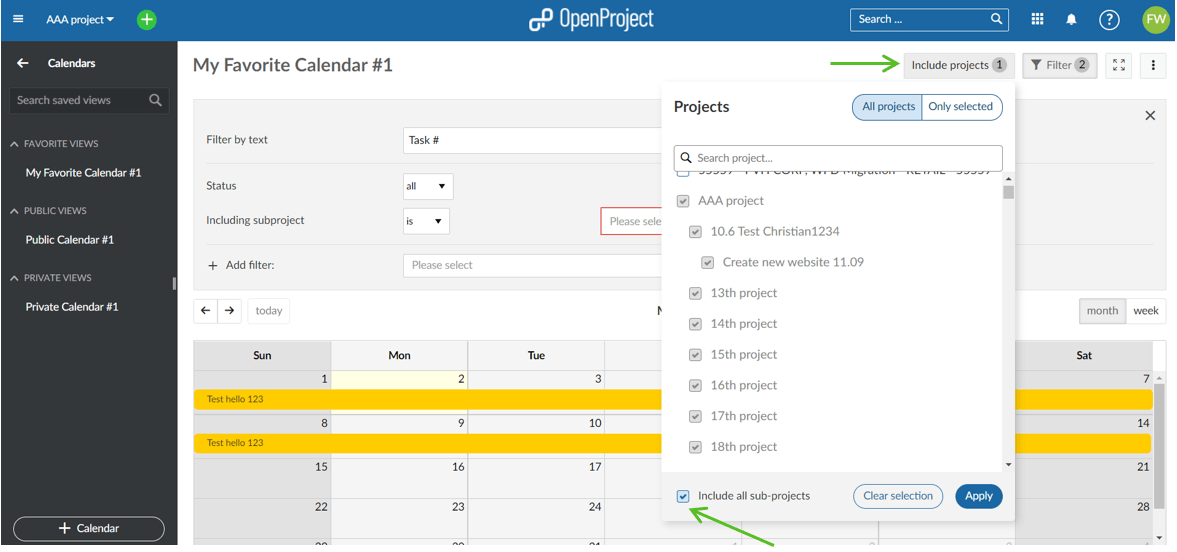 AAA project
OpenProject
Search ...
?
FW
Calendars
Search saved views
FAVORITE VIEWS
My Favorite Calendar #1
PUBLIC VIEWS
Public Calendar #1
PRIVATE VIEWS
Private Calendar #1
Calendar
My Favorite Calendar #1
Include projects 1
Filter 2
Filter by text
Task #
Status
all
Including subproject
is
Please sele
Add filter:
Please select
today
month week
Sun Mon Tue Sat
1 2 3 7
Test hello 123
8 9 10 14
Test hello 123
15 16 17 21
22 23 24 28
Projects
All projects Only selected
Search project...
AAA project
10.6 Test Christian1234
Create new website 11.09
13th project
14th project
15th project
16th project
17th project
18th project
Include all sub-projects
Clear selection
Apply